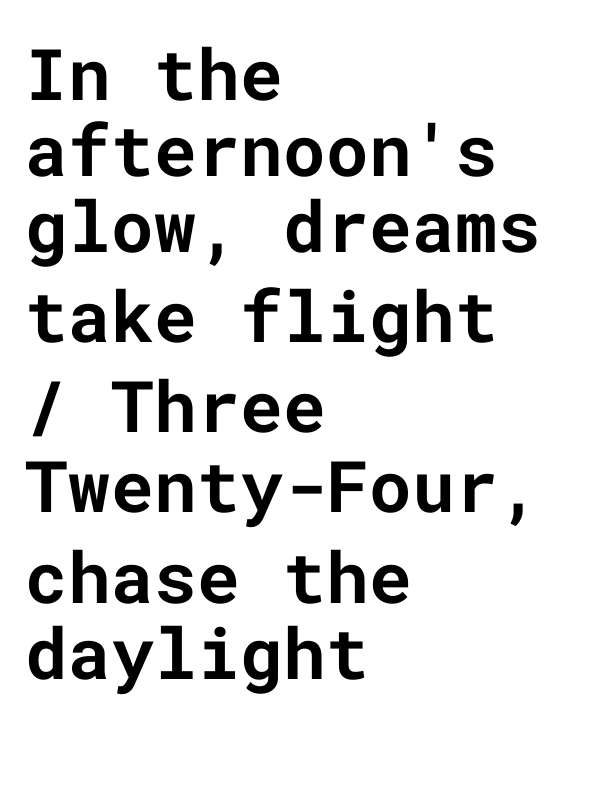 In the
afternoon's
glow, dreams
take flight
/ Three
Twenty-Four,
chase the
daylight